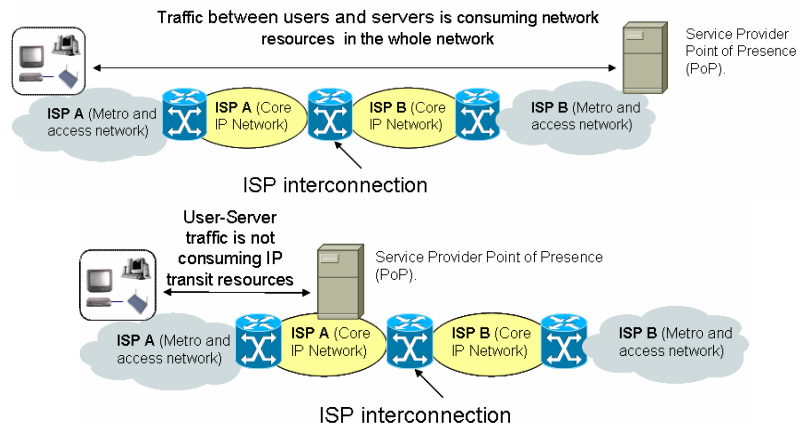 Traffic between users and servers is consuming network
resources in the whole network
Service Provider
Point of Presence
(PoP).
ISP A (Metro and
access network)
ISP A (Core
IP Network)
ISP B (Core
IP Network)
ISP B (Metro and
access network)
ISP interconnection
User-Server
traffic is not
consuming IP
transit resources
Service Provider Point of Presence
(PoP).
ISP A (Metro and
access network)
ISP A (Core
IP Network)
ISP B (Core
IP Network)
ISP B (Metro and
access network)
ISP interconnection